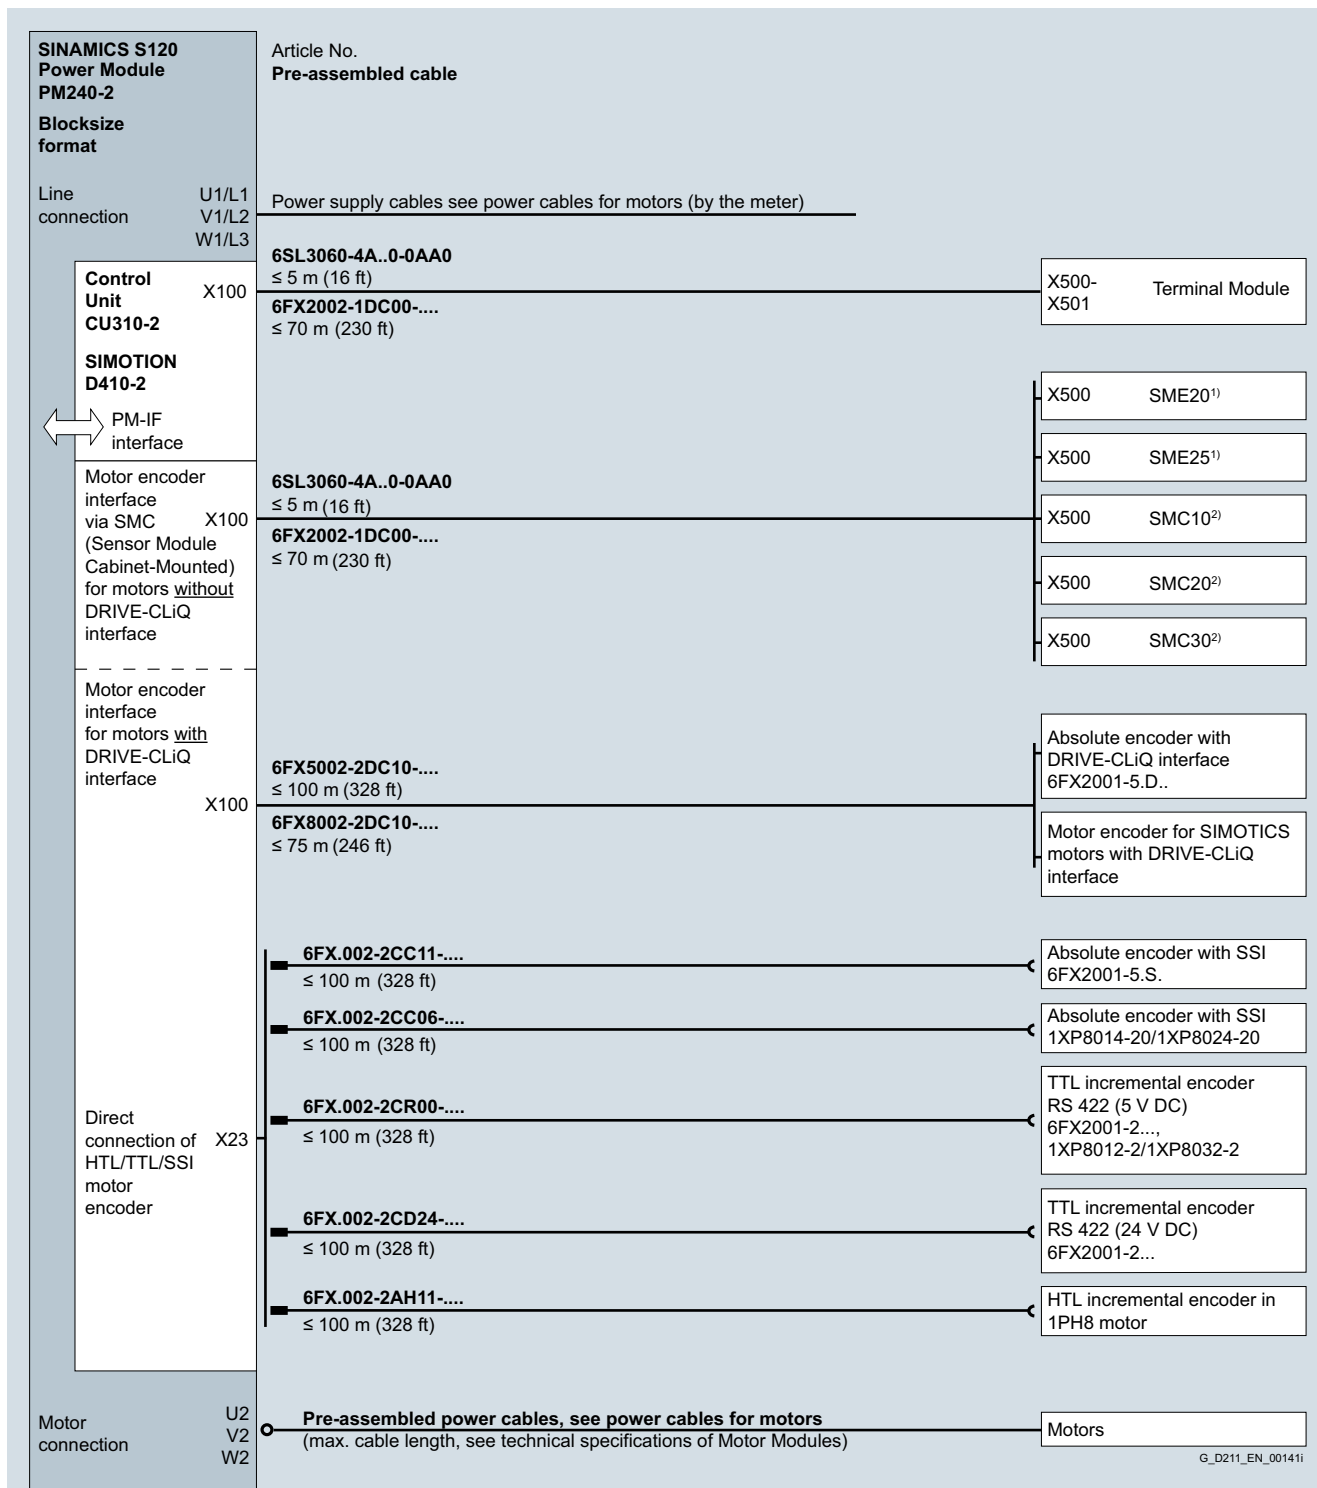 SINAMICS S120
Power Module
PM240-2
Blocksize
format
Article No.
Pre-assembled cable
Line
connection
U1/L1
V1/L2
W1/L3
Power supply cables see power cables for motors (by the meter)
Control
Unit
CU310-2
SIMOTION
D410-2
X100
6SL3060-4A..0-0AA0
≤ 5 m (16 ft)
6FX2002-1DC00-....
≤ 70 m (230 ft)
X500-
X501
Terminal Module
PM-IF
interface
Motor encoder
interface
via SMC
(Sensor Module
Cabinet-Mounted)
for motors without
DRIVE-CLiQ
interface
X100
6SL3060-4A..0-0AA0
≤ 5 m (16 ft)
6FX2002-1DC00-....
≤ 70 m (230 ft)
X500 SME20¹⁾
X500 SME25¹⁾
X500 SMC10²⁾
X500 SMC20²⁾
X500 SMC30²⁾
Motor encoder
interface
for motors with
DRIVE-CLiQ
interface
X100
6FX5002-2DC10-....
≤ 100 m (328 ft)
6FX8002-2DC10-....
≤ 75 m (246 ft)
Absolute encoder with
DRIVE-CLiQ interface
6FX2001-5.D..
Motor encoder for SIMOTICS
motors with DRIVE-CLiQ
interface
Direct
connection of
HTL/TTL/SSI
motor
encoder
X23
6FX.002-2CC11-....
≤ 100 m (328 ft)
Absolute encoder with SSI
6FX2001-5.S.
6FX.002-2CC06-....
≤ 100 m (328 ft)
Absolute encoder with SSI
1XP8014-20/1XP8024-20
6FX.002-2CR00-....
≤ 100 m (328 ft)
TTL incremental encoder
RS 422 (5 V DC)
6FX2001-2...,
1XP8012-2/1XP8032-2
6FX.002-2CD24-....
≤ 100 m (328 ft)
TTL incremental encoder
RS 422 (24 V DC)
6FX2001-2...
6FX.002-2AH11-....
≤ 100 m (328 ft)
HTL incremental encoder in
1PH8 motor
Motor
connection
U2
V2
W2
Pre-assembled power cables, see power cables for motors
(max. cable length, see technical specifications of Motor Modules)
Motors
G_D211_EN_00141i